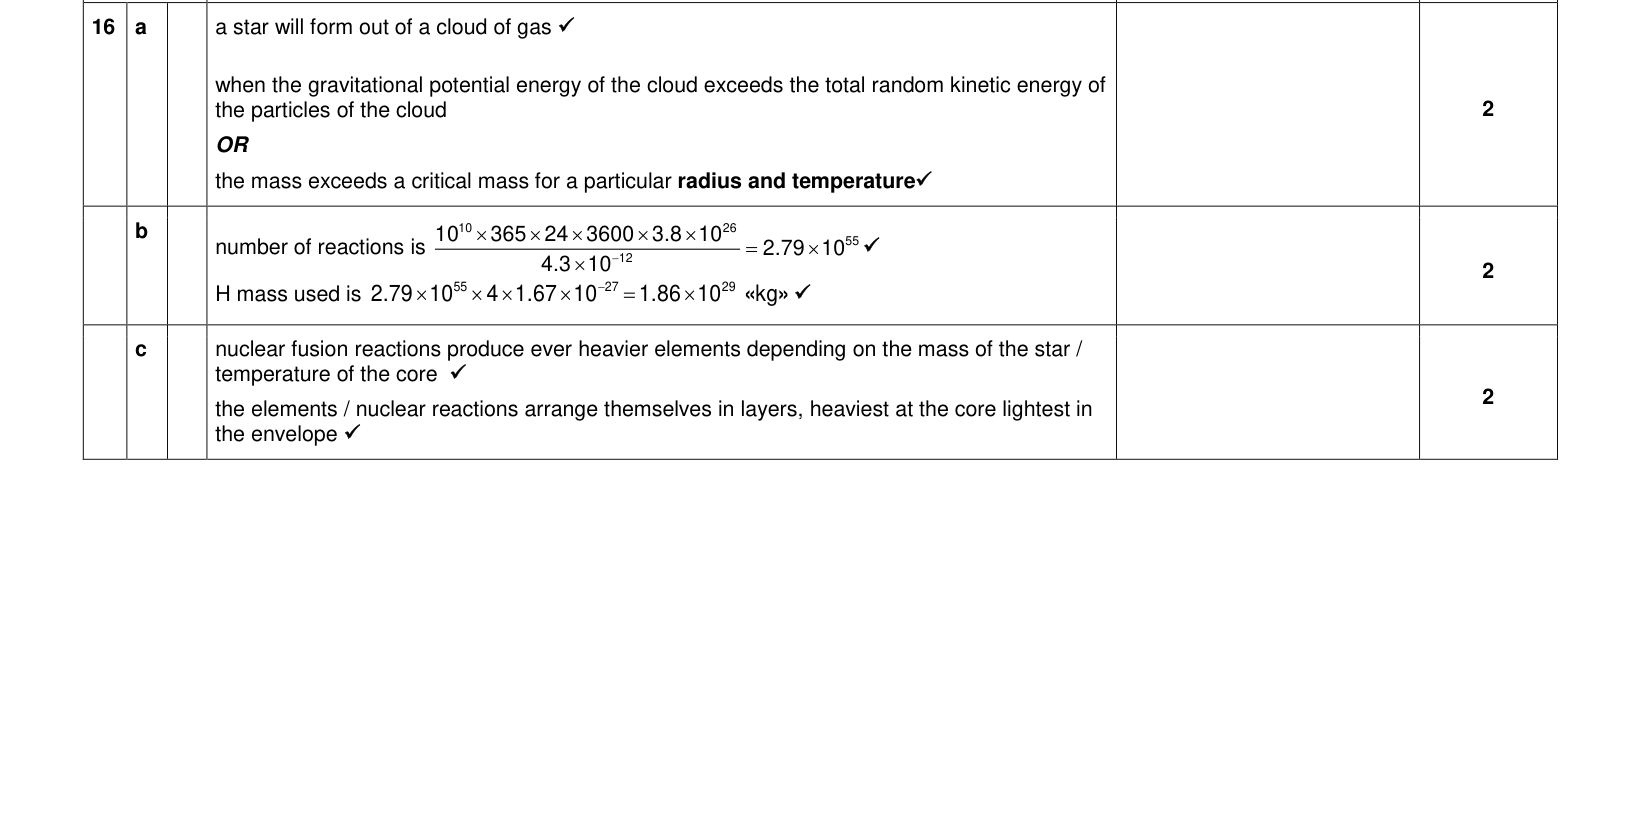 16 a a star will form out of a cloud of gas ✓
when the gravitational potential energy of the cloud exceeds the total random kinetic energy of
the particles of the cloud
2
OR
the mass exceeds a critical mass for a particular radius and temperature✓
b number of reactions is (10^10 × 365 × 24 × 3600 × 3.8 × 10^26) / (4.3 × 10^−12) = 2.79 × 10^55 ✓
2
H mass used is 2.79 × 10^55 × 4 × 1.67 × 10^−27 = 1.86 × 10^29 «kg» ✓
c nuclear fusion reactions produce ever heavier elements depending on the mass of the star /
temperature of the core ✓
2
the elements / nuclear reactions arrange themselves in layers, heaviest at the core lightest in
the envelope ✓